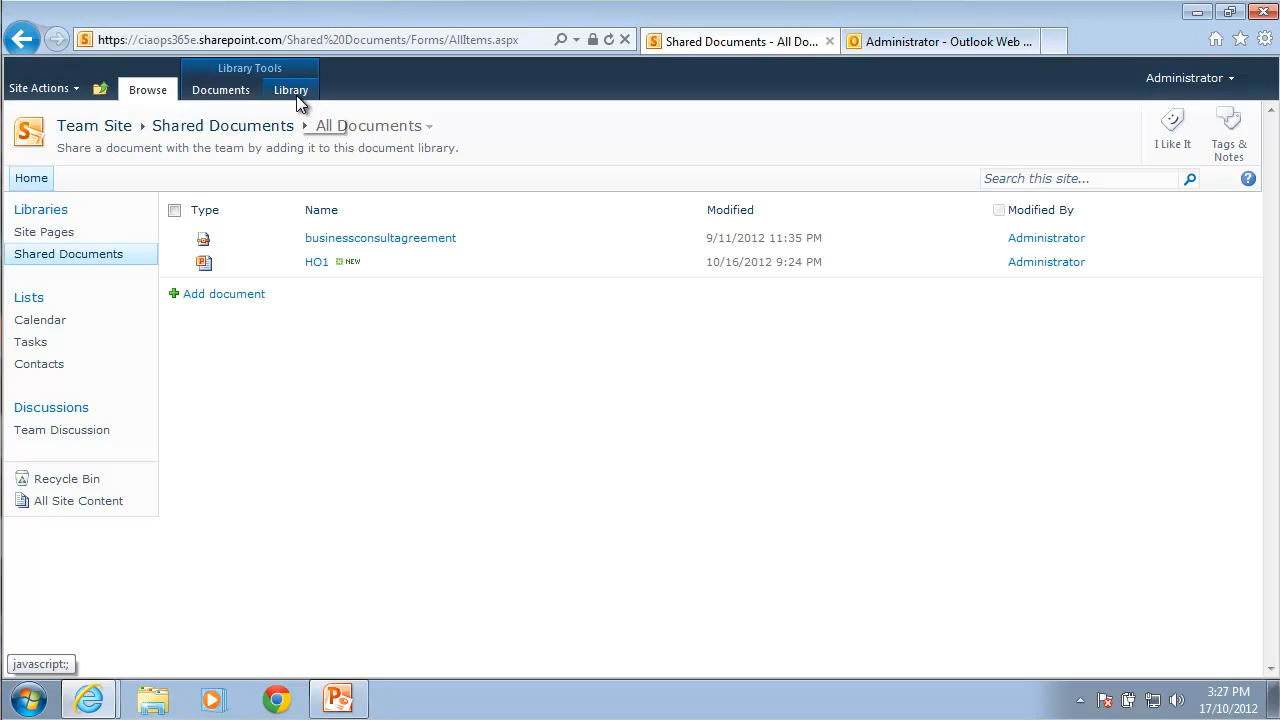 https://ciaops365e.sharepoint.com/Shared%20Documents/Forms/AllItems.aspx
Shared Documents - All Do...
Administrator - Outlook Web ...
Library Tools
Site Actions
Browse
Documents
Library
Administrator
Team Site
Shared Documents
All Documents
Share a document with the team by adding it to this document library.
I Like It
Tags &
Notes
Home
Search this site...
Libraries
Site Pages
Shared Documents
Lists
Calendar
Tasks
Contacts
Discussions
Team Discussion
Recycle Bin
All Site Content
Type Name Modified Modified By
businessconsultagreement 9/11/2012 11:35 PM Administrator
HO1 NEW 10/16/2012 9:24 PM Administrator
Add document
javascript:;
3:27 PM
17/10/2012